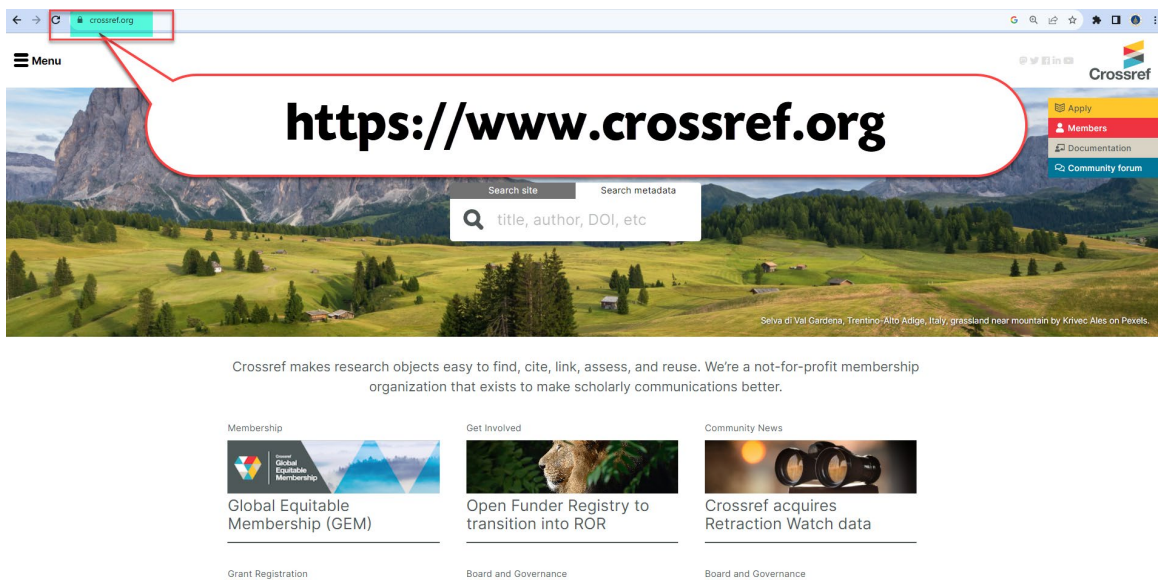 crossref.org
Menu
Crossref
https://www.crossref.org
Apply
Members
Documentation
Community forum
Search site
Search metadata
title, author, DOI, etc
Selva di Val Gardena, Trentino-Alto Adige, Italy, grassland near mountain by Krivec Ales on Pexels.
Crossref makes research objects easy to find, cite, link, assess, and reuse. We’re a not-for-profit membership
organization that exists to make scholarly communications better.
Membership
Crossref
Global
Equitable
Membership
Global Equitable
Membership (GEM)
Get Involved
Open Funder Registry to
transition into ROR
Community News
Crossref acquires
Retraction Watch data
Grant Registration
Board and Governance
Board and Governance